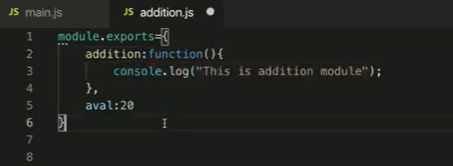 JS main.js JS addition.js
1 module.exports={
2 addition:function(){
3 console.log("This is addition module");
4 },
5 aval:20
6 }
7
8